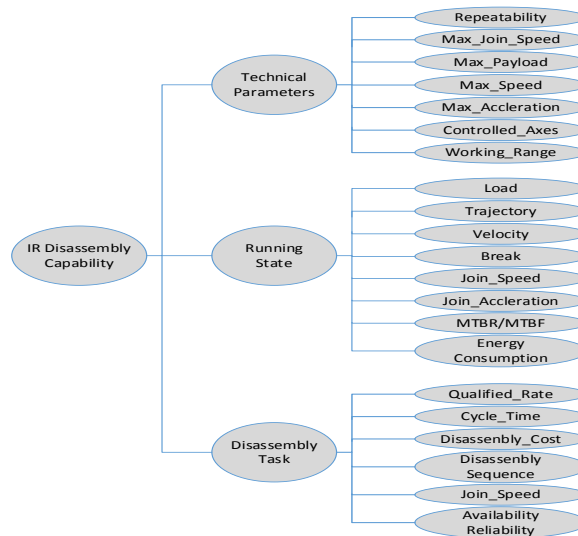 IR Disassembly
Capability
Technical
Parameters
Repeatability
Max_Join_Speed
Max_Payload
Max_Speed
Max_Accleration
Controlled_Axes
Working_Range
Running
State
Load
Trajectory
Velocity
Break
Join_Speed
Join_Accleration
MTBR/MTBF
Energy
Consumption
Disassembly
Task
Qualified_Rate
Cycle_Time
Disassenbly_Cost
Disassenbly
Sequence
Join_Speed
Availability
Reliability